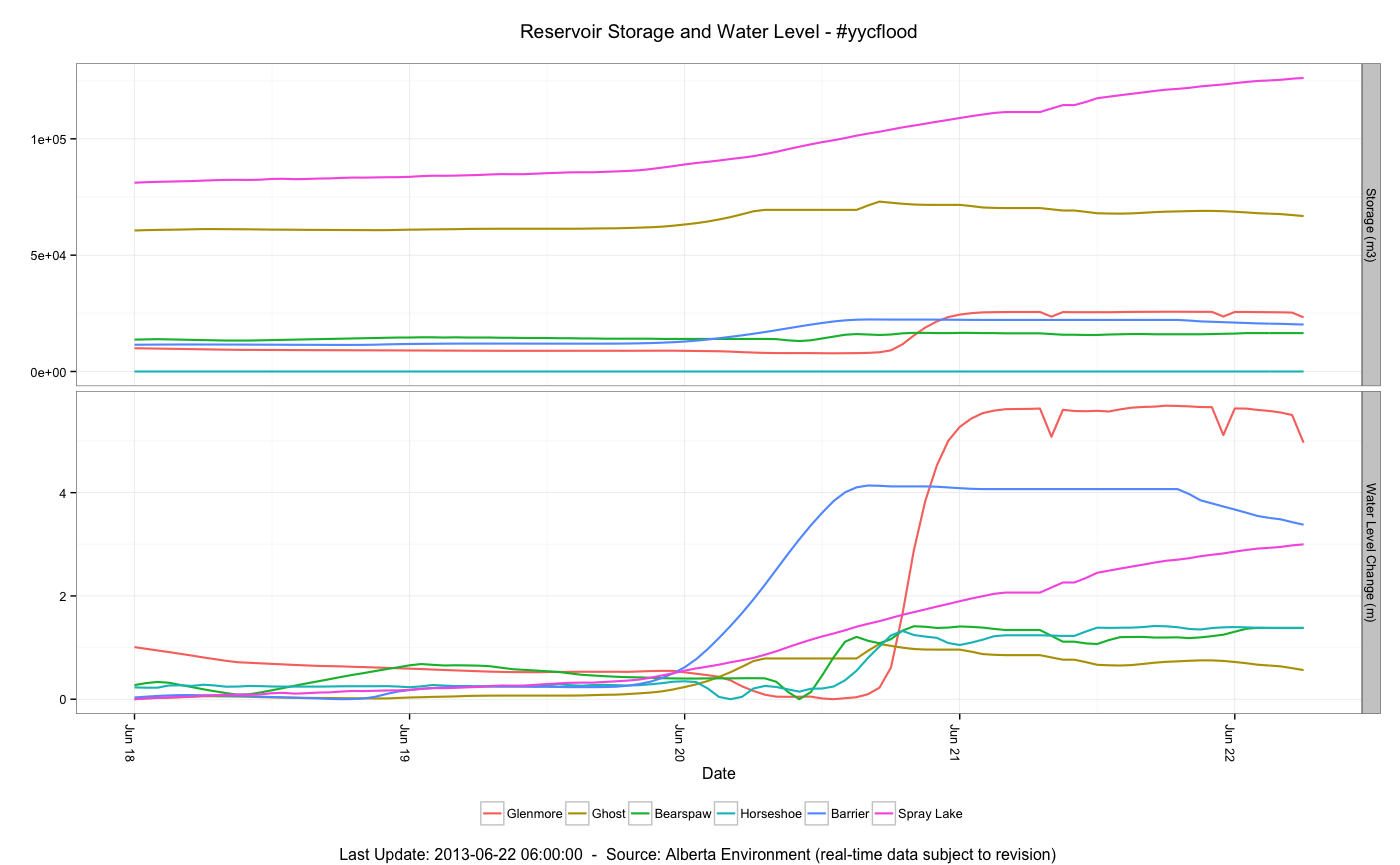 Reservoir Storage and Water Level - #yycflood
1e+05
5e+04
0e+00
Storage (m3)
4
2
0
Water Level Change (m)
Jun 18
Jun 19
Jun 20
Jun 21
Jun 22
Date
Glenmore Ghost Bearspaw Horseshoe Barrier Spray Lake
Last Update: 2013-06-22 06:00:00 - Source: Alberta Environment (real-time data subject to revision)